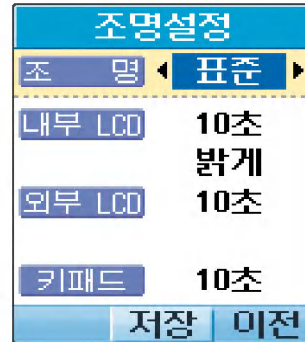 조명설정
조 명 표준
내부 LCD 10초
밝게
외부 LCD 10초
키패드 10초
저장 이전